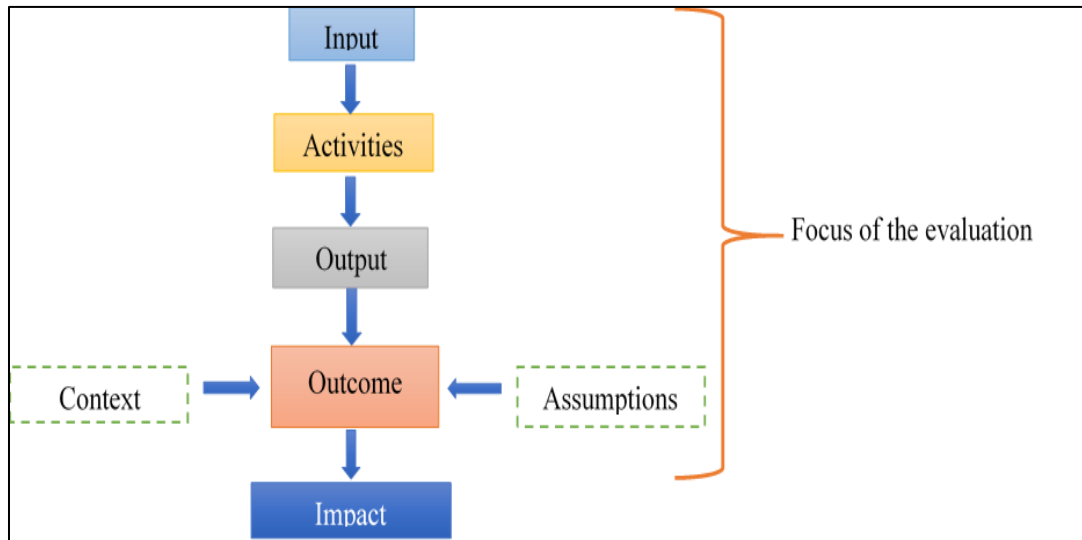 Input
Activities
Output
Outcome
Context
Assumptions
Impact
Focus of the evaluation